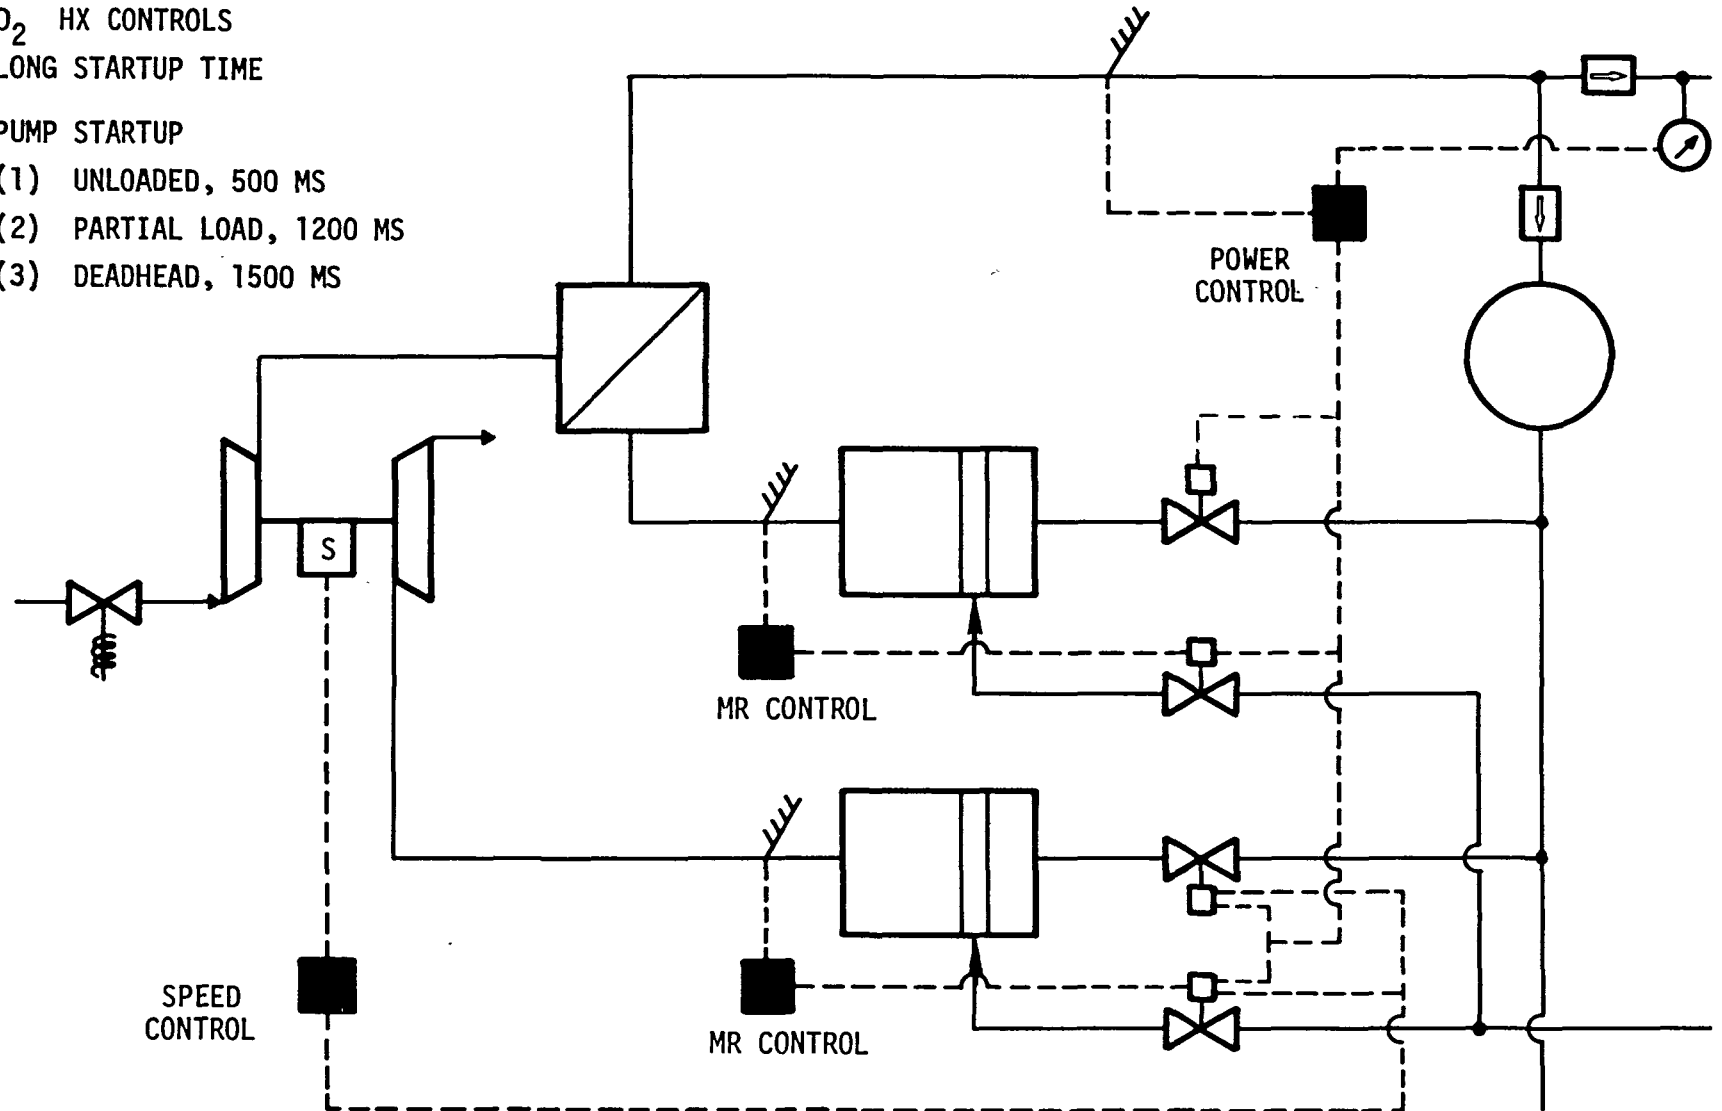 O2 HX CONTROLS
LONG STARTUP TIME
PUMP STARTUP
(1) UNLOADED, 500 MS
(2) PARTIAL LOAD, 1200 MS
(3) DEADHEAD, 1500 MS
POWER
CONTROL
S
MR CONTROL
SPEED
CONTROL
MR CONTROL